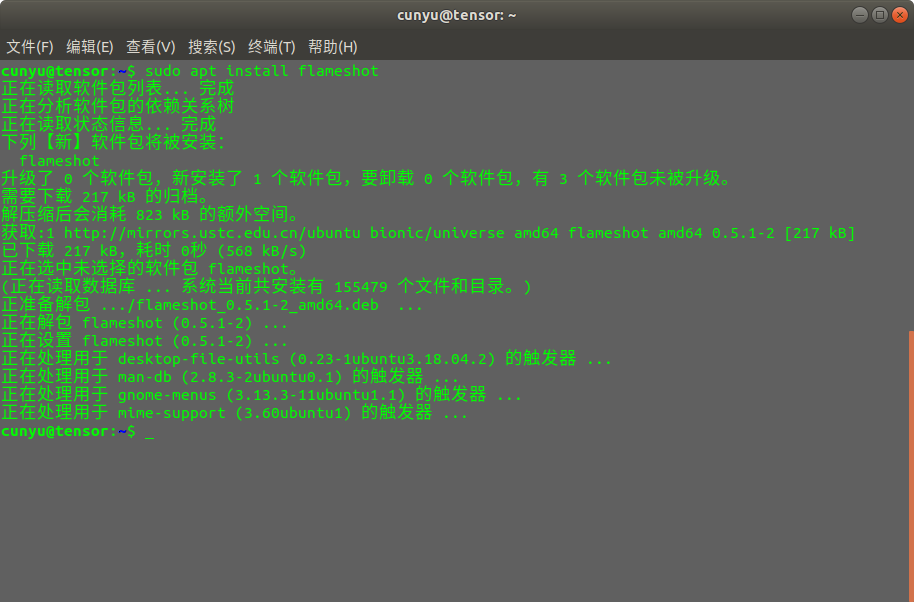 cunyu@tensor: ~
文件(F) 编辑(E) 查看(V) 搜索(S) 终端(T) 帮助(H)
cunyu@tensor:~$ sudo apt install flameshot
正在读取软件包列表... 完成
正在分析软件包的依赖关系树
正在读取状态信息... 完成
下列【新】软件包将被安装：
  flameshot
升级了 0 个软件包，新安装了 1 个软件包，要卸载 0 个软件包，有 3 个软件包未被升级。
需要下载 217 kB 的归档。
解压缩后会消耗 823 kB 的额外空间。
获取:1 http://mirrors.ustc.edu.cn/ubuntu bionic/universe amd64 flameshot amd64 0.5.1-2 [217 kB]
已下载 217 kB，耗时 0秒 (568 kB/s)
正在选中未选择的软件包 flameshot。
(正在读取数据库 ... 系统当前共安装有 155479 个文件和目录。)
正准备解包 .../flameshot_0.5.1-2_amd64.deb  ...
正在解包 flameshot (0.5.1-2) ...
正在设置 flameshot (0.5.1-2) ...
正在处理用于 desktop-file-utils (0.23-1ubuntu3.18.04.2) 的触发器 ...
正在处理用于 man-db (2.8.3-2ubuntu0.1) 的触发器 ...
正在处理用于 gnome-menus (3.13.3-11ubuntu1.1) 的触发器 ...
正在处理用于 mime-support (3.60ubuntu1) 的触发器 ...
cunyu@tensor:~$ _